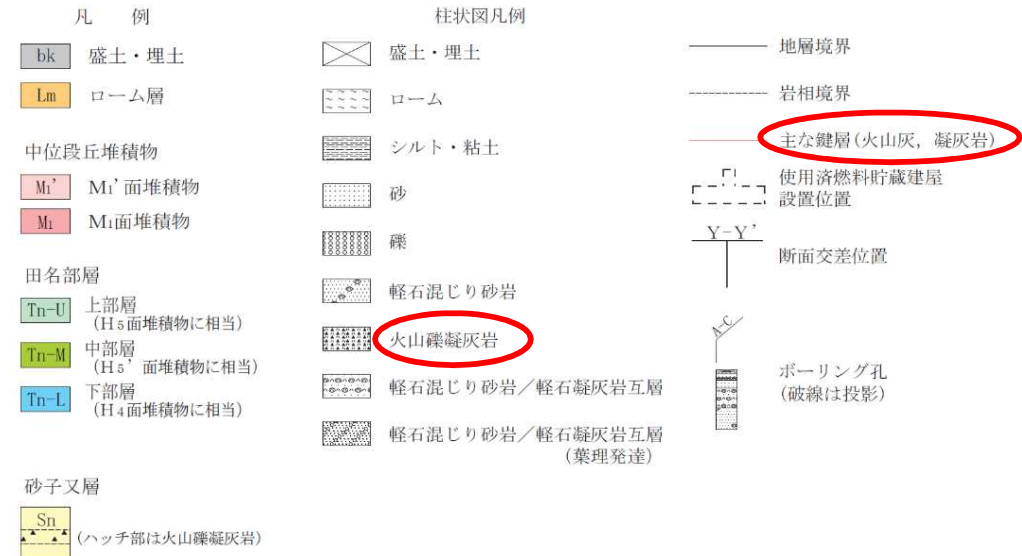 凡　例
bk 盛土・埋土
Lm ローム層
中位段丘堆積物
M1' M1'面堆積物
M1 M1面堆積物
田名部層
Tn-U 上部層
(H5面堆積物に相当)
Tn-M 中部層
(H5'面堆積物に相当)
Tn-L 下部層
(H4面堆積物に相当)
砂子又層
Sn
(ハッチ部は火山礫凝灰岩)
柱状図凡例
盛土・埋土
ローム
シルト・粘土
砂
礫
軽石混じり砂岩
火山礫凝灰岩
軽石混じり砂岩／軽石凝灰岩互層
軽石混じり砂岩／軽石凝灰岩互層
(葉理発達)
地層境界
岩相境界
主な鍵層(火山灰，凝灰岩)
使用済燃料貯蔵建屋
設置位置
Y-Y'
断面交差位置
A-C
ボーリング孔
(破線は投影)